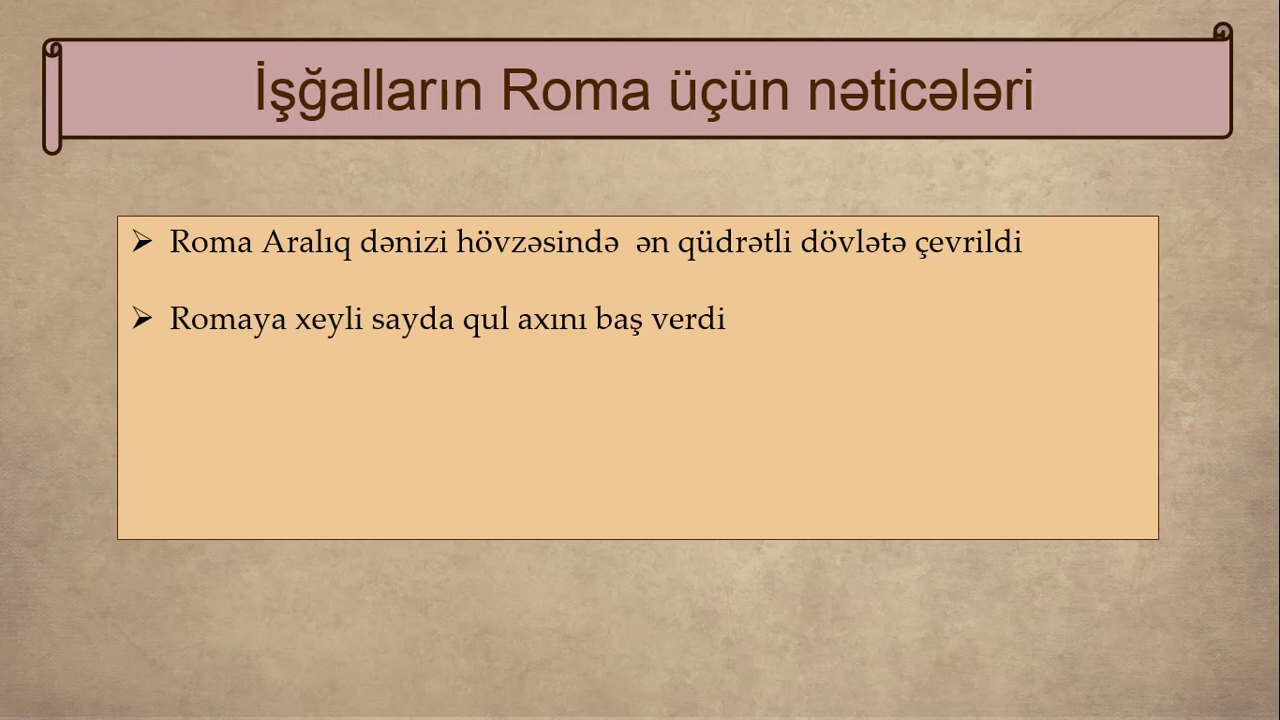 İşğalların Roma üçün nəticələri
➢ Roma Aralıq dənizi hövzəsində  ən qüdrətli dövlətə çevrildi
➢ Romaya xeyli sayda qul axını baş verdi